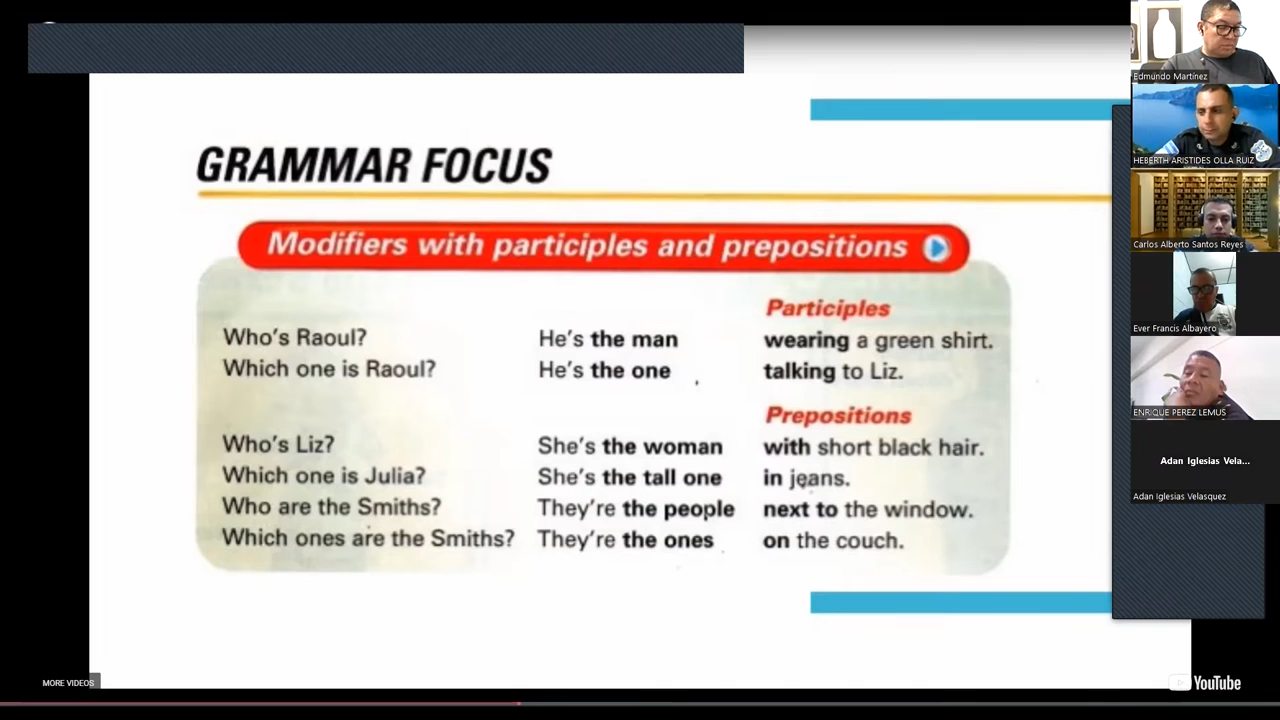 GRAMMAR FOCUS
Modifiers with participles and prepositions
Participles
Who's Raoul? He's the man wearing a green shirt.
Which one is Raoul? He's the one talking to Liz.
Prepositions
Who's Liz? She's the woman with short black hair.
Which one is Julia? She's the tall one in jeans.
Who are the Smiths? They're the people next to the window.
Which ones are the Smiths? They're the ones on the couch.
Edmundo Martínez
HEBERTH ARISTIDES OLLA RUIZ
Carlos Alberto Santos Reyes
Ever Francis Albayero
ENRIQUE PEREZ LEMUS
Adan Iglesias Vela...
Adan Iglesias Velasquez
MORE VIDEOS
YouTube